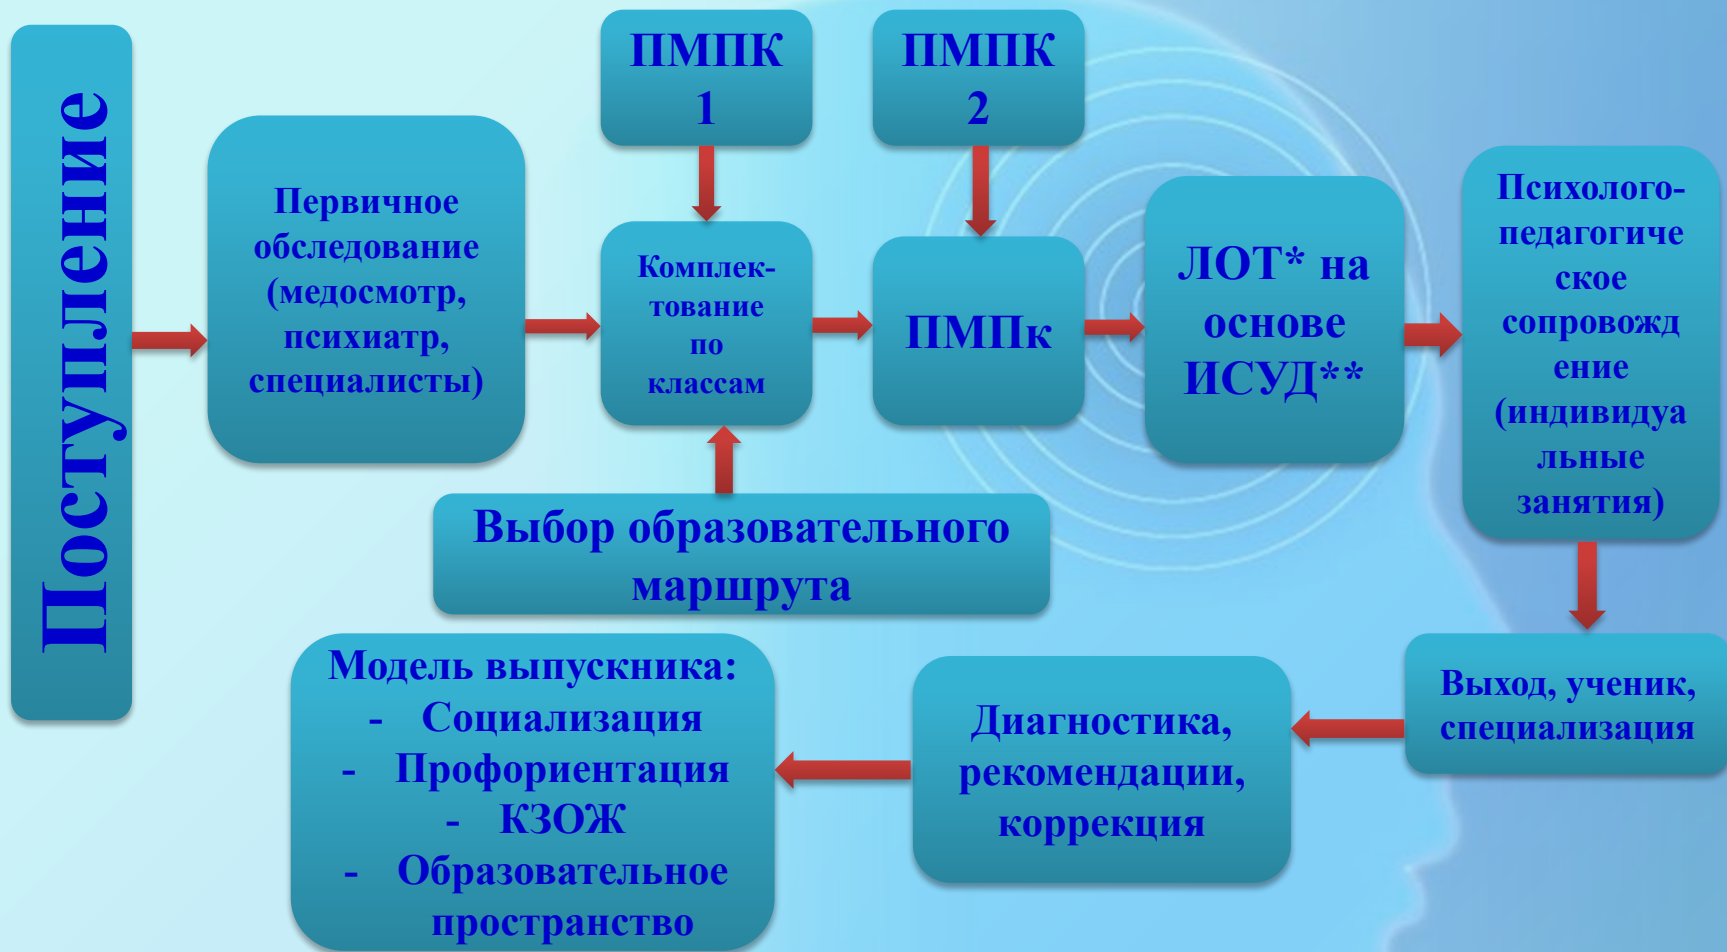 Поступление
Первичное
обследование
(медосмотр,
психиатр,
специалисты)
ПМПК
1
ПМПК
2
Комплек-
тование
по
классам
ПМПк
ЛОТ* на
основе
ИСУД**
Психолого-
педагогиче
ское
сопровожд
ение
(индивидуа
льные
занятия)
Выбор образовательного
маршрута
Выход, ученик,
специализация
Диагностика,
рекомендации,
коррекция
Модель выпускника:
- Социализация
- Профориентация
- КЗОЖ
- Образовательное
пространство